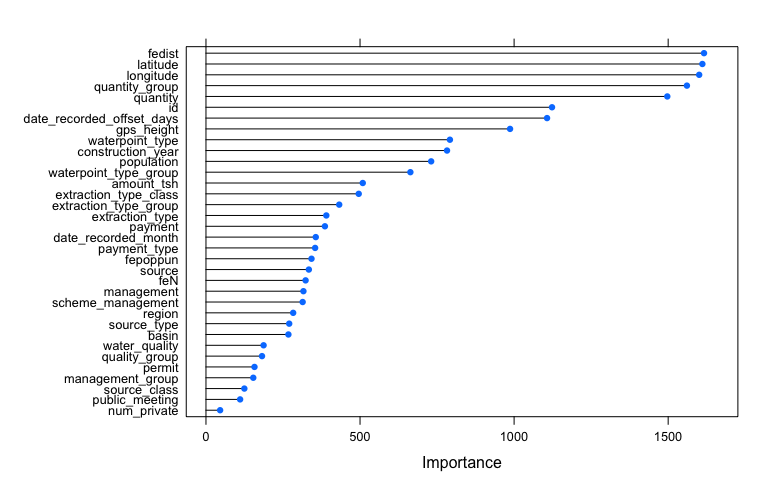 fedist
latitude
longitude
quantity_group
quantity
id
date_recorded_offset_days
gps_height
waterpoint_type
construction_year
population
waterpoint_type_group
amount_tsh
extraction_type_class
extraction_type_group
extraction_type
payment
date_recorded_month
payment_type
fepoppun
source
feN
management
scheme_management
region
source_type
basin
water_quality
quality_group
permit
management_group
source_class
public_meeting
num_private
0 500 1000 1500
Importance